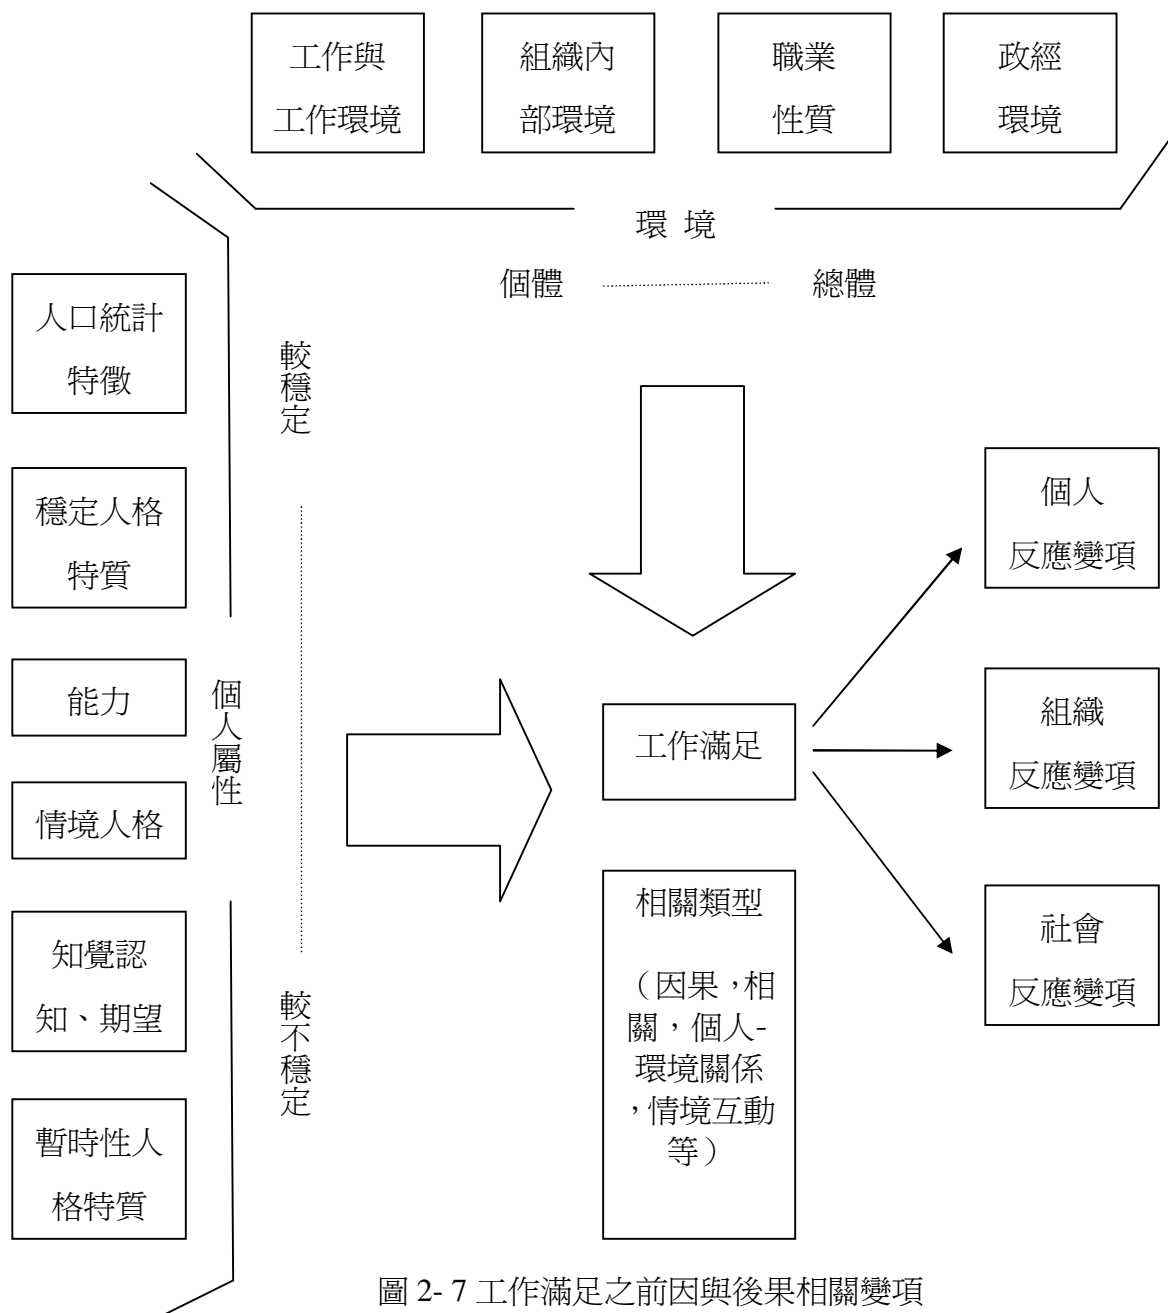 工作與
工作環境
組織內
部環境
職業
性質
政經
環境
環 境
個體
總體
人口統計
特徵
穩定人格
特質
能力
情境人格
知覺認
知、期望
暫時性人
格特質
個人屬性
較穩定
較不穩定
工作滿足
相關類型
（因果，相
關，個人-
環境關係
，情境互動
等）
個人
反應變項
組織
反應變項
社會
反應變項
圖 2- 7 工作滿足之前因與後果相關變項